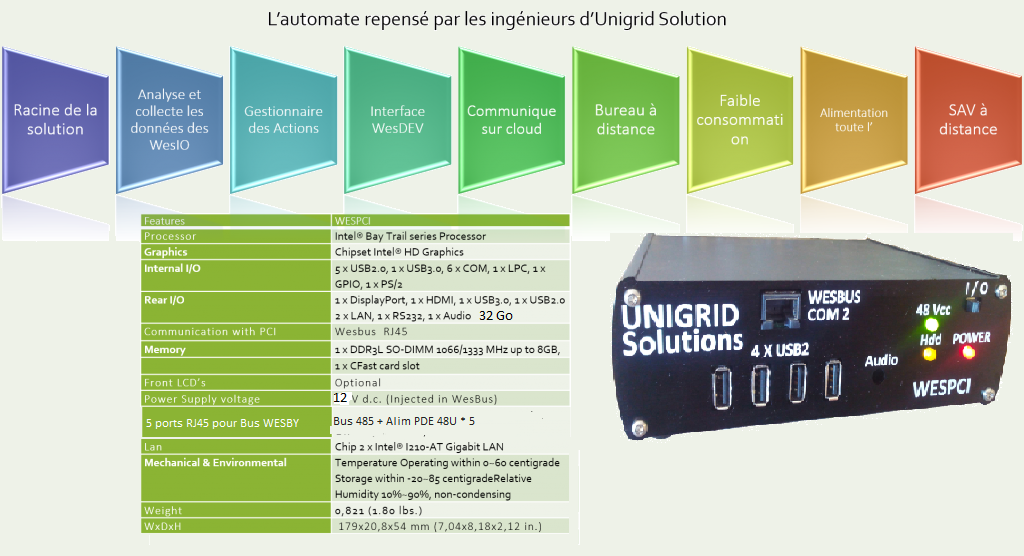 L'automate repensé par les ingénieurs d'Unigrid Solution
Racine de la
solution
Analyse et
collecte les
données des
WesIO
Gestionnaire
des Actions
Interface
WesDEV
Communique
sur cloud
Bureau à
distance
Faible
consommati
on
Alimentation
toute l'
SAV à
distance
Features WESPCI
Processor Intel® Bay Trail series Processor
Graphics Chipset Intel® HD Graphics
Internal I/O 5 x USB2.0, 1 x USB3.0, 6 x COM, 1 x LPC, 1 x
GPIO, 1 x PS/2
Rear I/O 1 x DisplayPort, 1 x HDMI, 1 x USB3.0, 1 x USB2.0
2 x LAN, 1 x RS232, 1 x Audio 32 Go
Communication with PCI Wesbus RJ45
Memory 1 x DDR3L SO-DIMM 1066/1333 MHz up to 8GB,
1 x CFast card slot
Front LCD's Optional
Power Supply voltage 12 V d.c. (Injected in WesBus)
5 ports RJ45 pour Bus WESBY Bus 485 + Alim PDE 48U * 5
Lan Chip 2 x Intel® I210-AT Gigabit LAN
Mechanical & Environmental Temperature Operating within 0~60 centigrade
Storage within -20~85 centigradeRelative
Humidity 10%~90%, non-condensing
Weight 0,821 (1.80 lbs.)
WxDxH 179x20,8x54 mm (7,04x8,18x2,12 in.)
UNIGRID
Solutions
WESBUS
COM 2
I/O
48 Vcc
Hdd POWER
4 X USB2
Audio
WESPCI